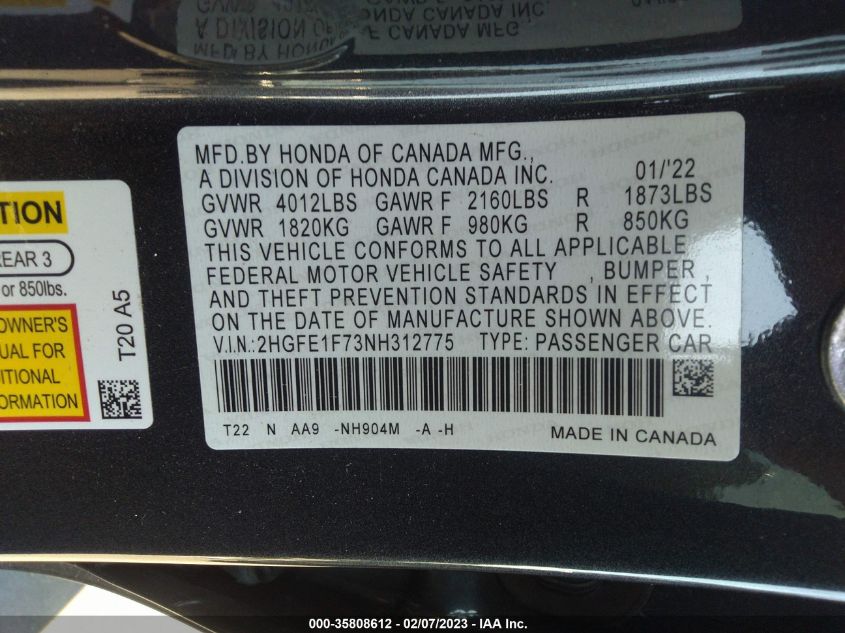 MFD.BY HONDA OF CANADA MFG.,
A DIVISION OF HONDA CANADA INC. 01/'22
GVWR 4012LBS GAWR F 2160LBS R 1873LBS
GVWR 1820KG GAWR F 980KG R 850KG
THIS VEHICLE CONFORMS TO ALL APPLICABLE
FEDERAL MOTOR VEHICLE SAFETY , BUMPER ,
AND THEFT PREVENTION STANDARDS IN EFFECT
ON THE DATE OF MANUFACTURE SHOWN ABOVE.
V.I.N.:2HGFE1F73NH312775 TYPE: PASSENGER CAR
T22 N AA9 -NH904M -A -H MADE IN CANADA
TION
REAR 3
or 850lbs.
OWNER'S
UAL FOR
DITIONAL
FORMATION
T20 A5
000-35808612 - 02/07/2023 - IAA Inc.